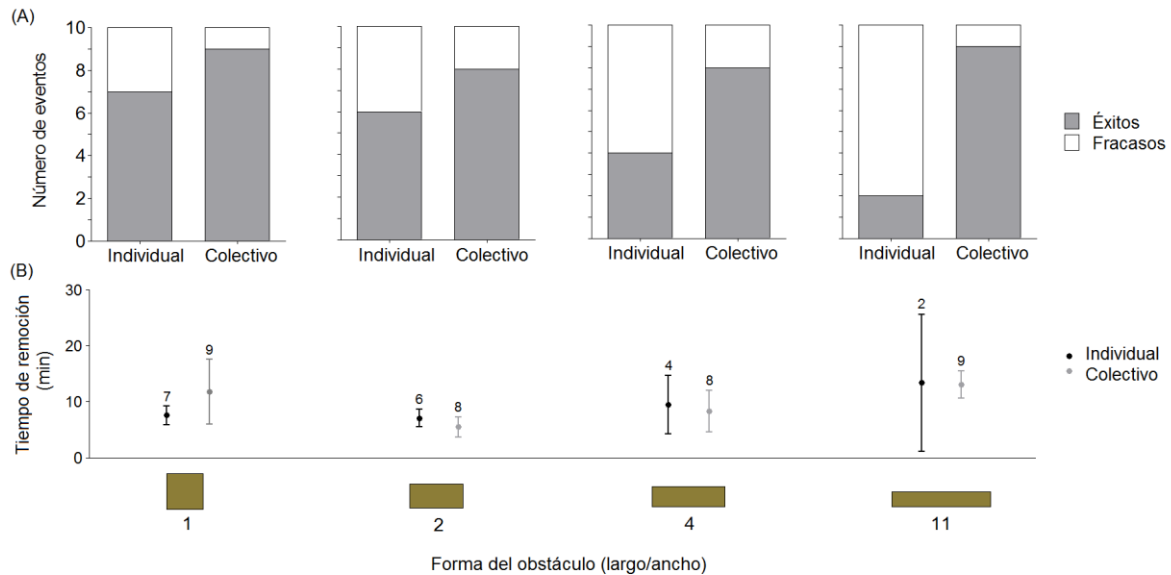 (A)
10
8
6
4
2
0
Número de eventos
Individual Colectivo
Individual Colectivo
Individual Colectivo
Individual Colectivo
Éxitos
Fracasos
(B)
30
20
10
0
Tiempo de remoción
(min)
7 9
6 8
4 8
2 9
Individual
Colectivo
1 2 4 11
Forma del obstáculo (largo/ancho)